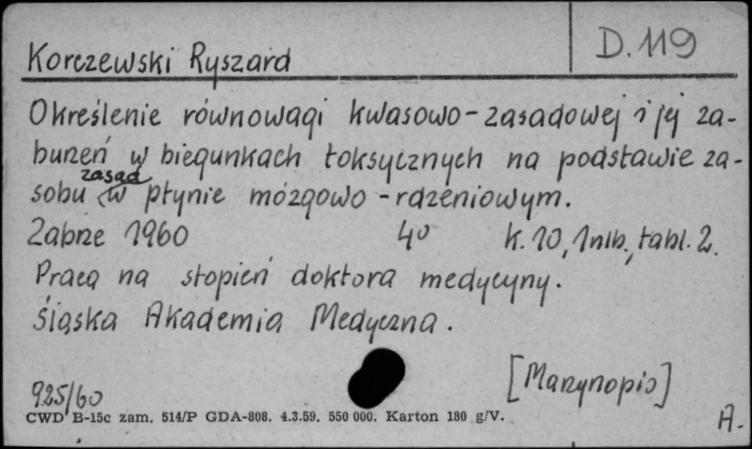 Korczewski Ryszard
D. 119
Określenie równowagi kwasowo-zasadowej i jej za-
burzeń w biegunkach toksycznych na podstawie za-
sobu zasad w płynie mózgowo-rdzeniowym.
Zabrze 1960 4⁰ k. 10, 1 nlb, tabl. 2.
Pracą na stopień doktora medycyny.
Śląska Akademia Medyczna.
[Maszynopis]
925/60
CWD B-15c zam. 514/P GDA-808. 4.3.59. 550 000. Karton 180 g/V.
A.